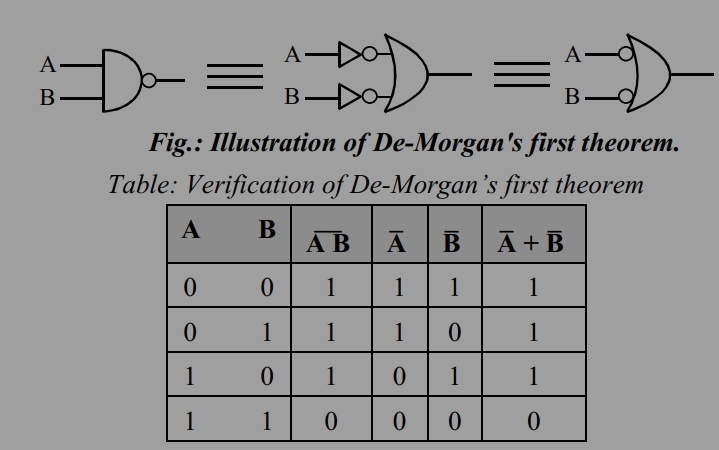 A A A
B B B
Fig.: Illustration of De-Morgan's first theorem.
Table: Verification of De-Morgan’s first theorem
A B A̅ B̅ A̅ B̅ A̅ + B̅
0 0 1 1 1 1
0 1 1 1 0 1
1 0 1 0 1 1
1 1 0 0 0 0